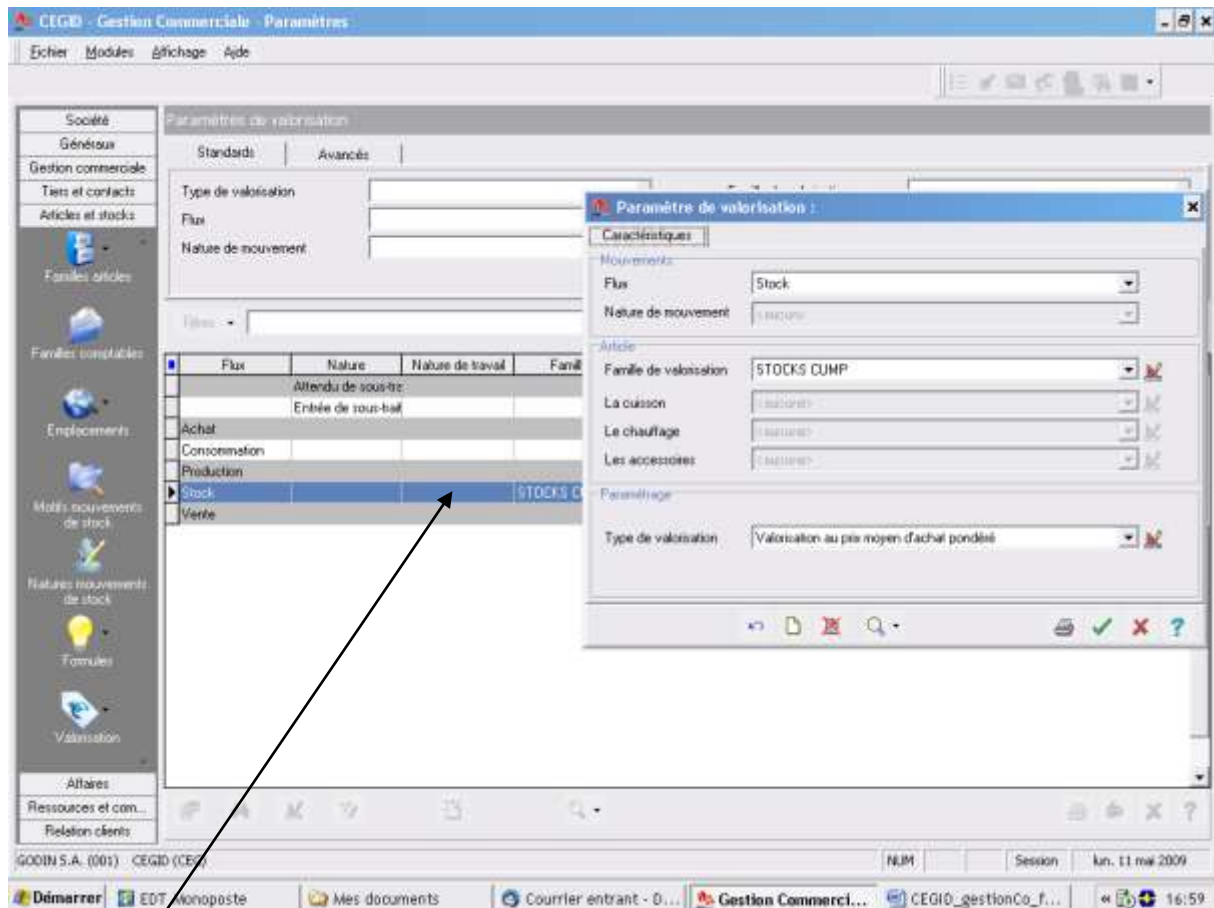 CEGID - Gestion Commerciale - Paramètres
Fichier Modules Affichage Aide
Société
Généraux
Gestion commerciale
Tiers et contacts
Articles et stocks
Familles articles
Familles comptables
Emplacements
Motifs mouvements
de stock
Natures mouvements
de stock
Formules
Valorisation
Affaires
Ressources et com...
Relation clients
Paramètres de valorisation
Standards Avancés
Type de valorisation
Flux
Nature de mouvement
Filtres
Flux Nature Nature de travail Famil
Attendu de sous-tra
Entrée de sous-trait
Achat
Consommation
Production
Stock STOCKS C
Vente
Paramètre de valorisation :
Caractéristiques
Mouvements
Flux Stock
Nature de mouvement <aucun>
Article
Famille de valorisation STOCKS CUMP
La cuisson <aucune>
Le chauffage <aucune>
Les accessoires <aucune>
Paramétrage
Type de valorisation Valorisation au prix moyen d'achat pondéré
GODIN S.A. (001) CEGID (CEG) NUM Session lun. 11 mai 2009
Démarrer EDT Monoposte Mes documents Courrier entrant - O... Gestion Commerci... CEGID_gestionCo_f... « 16:59